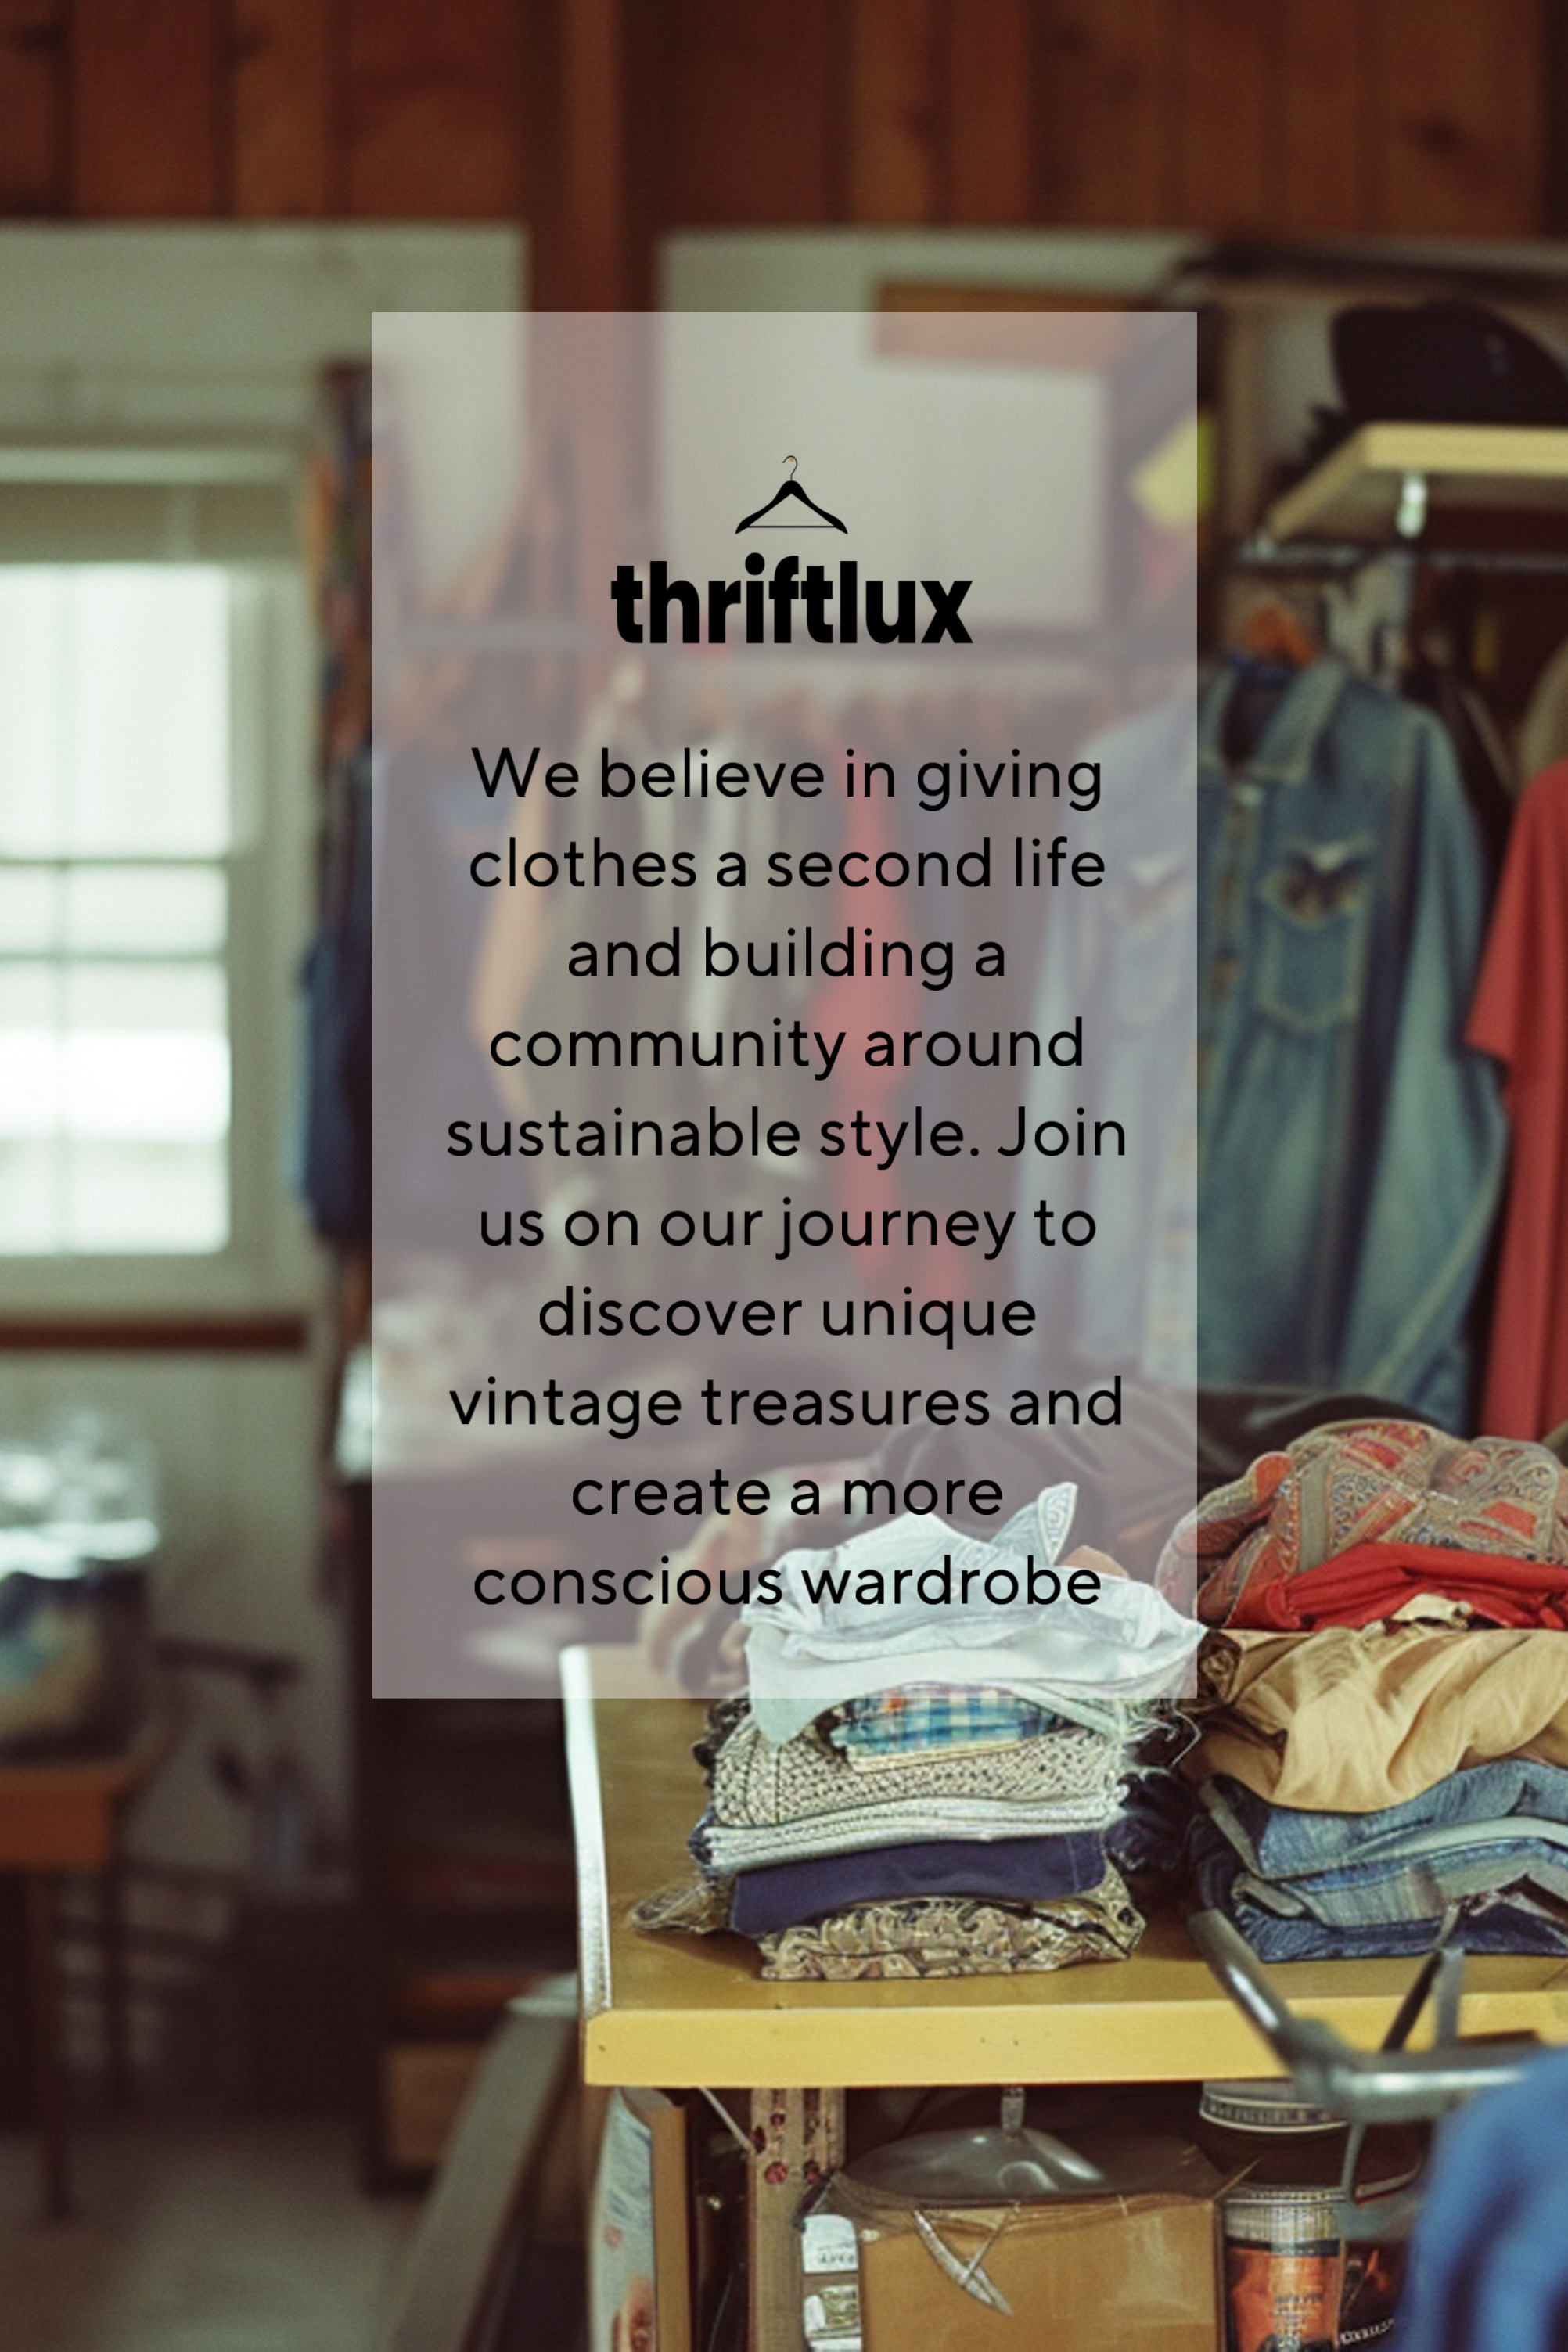 thriftlux
We believe in giving
clothes a second life
and building a
community around
sustainable style. Join
us on our journey to
discover unique
vintage treasures and
create a more
conscious wardrobe